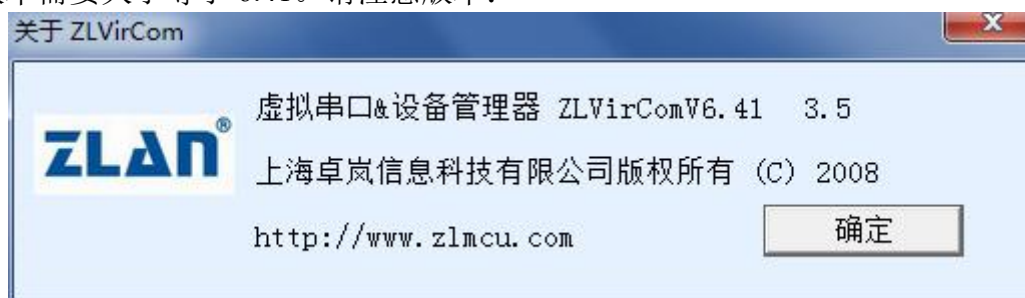 关于 ZLVirCom
虚拟串口&设备管理器 ZLVirComV6.41 3.5
ZLAN®
上海卓岚信息科技有限公司版权所有 (C) 2008
http://www.zlmcu.com
确定